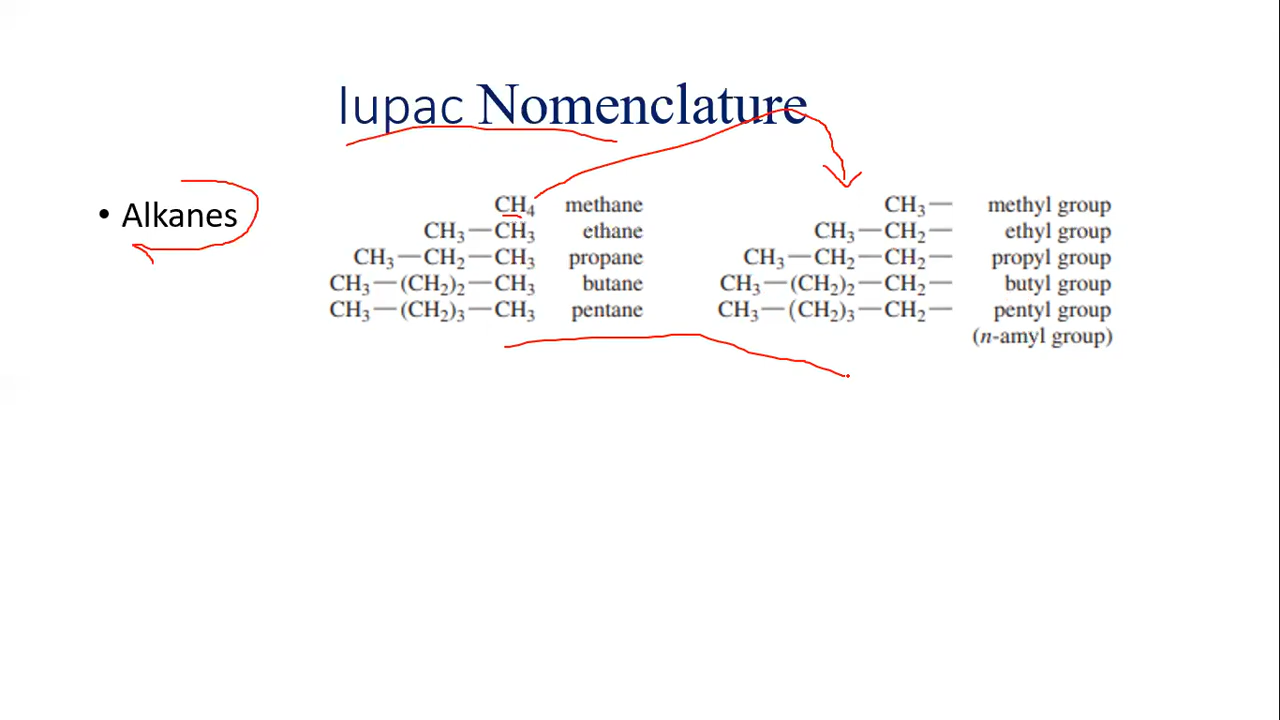 Iupac Nomenclature
• Alkanes
CH₄ methane CH₃— methyl group
CH₃—CH₃ ethane CH₃—CH₂— ethyl group
CH₃—CH₂—CH₃ propane CH₃—CH₂—CH₂— propyl group
CH₃—(CH₂)₂—CH₃ butane CH₃—(CH₂)₂—CH₂— butyl group
CH₃—(CH₂)₃—CH₃ pentane CH₃—(CH₂)₃—CH₂— pentyl group
(n-amyl group)